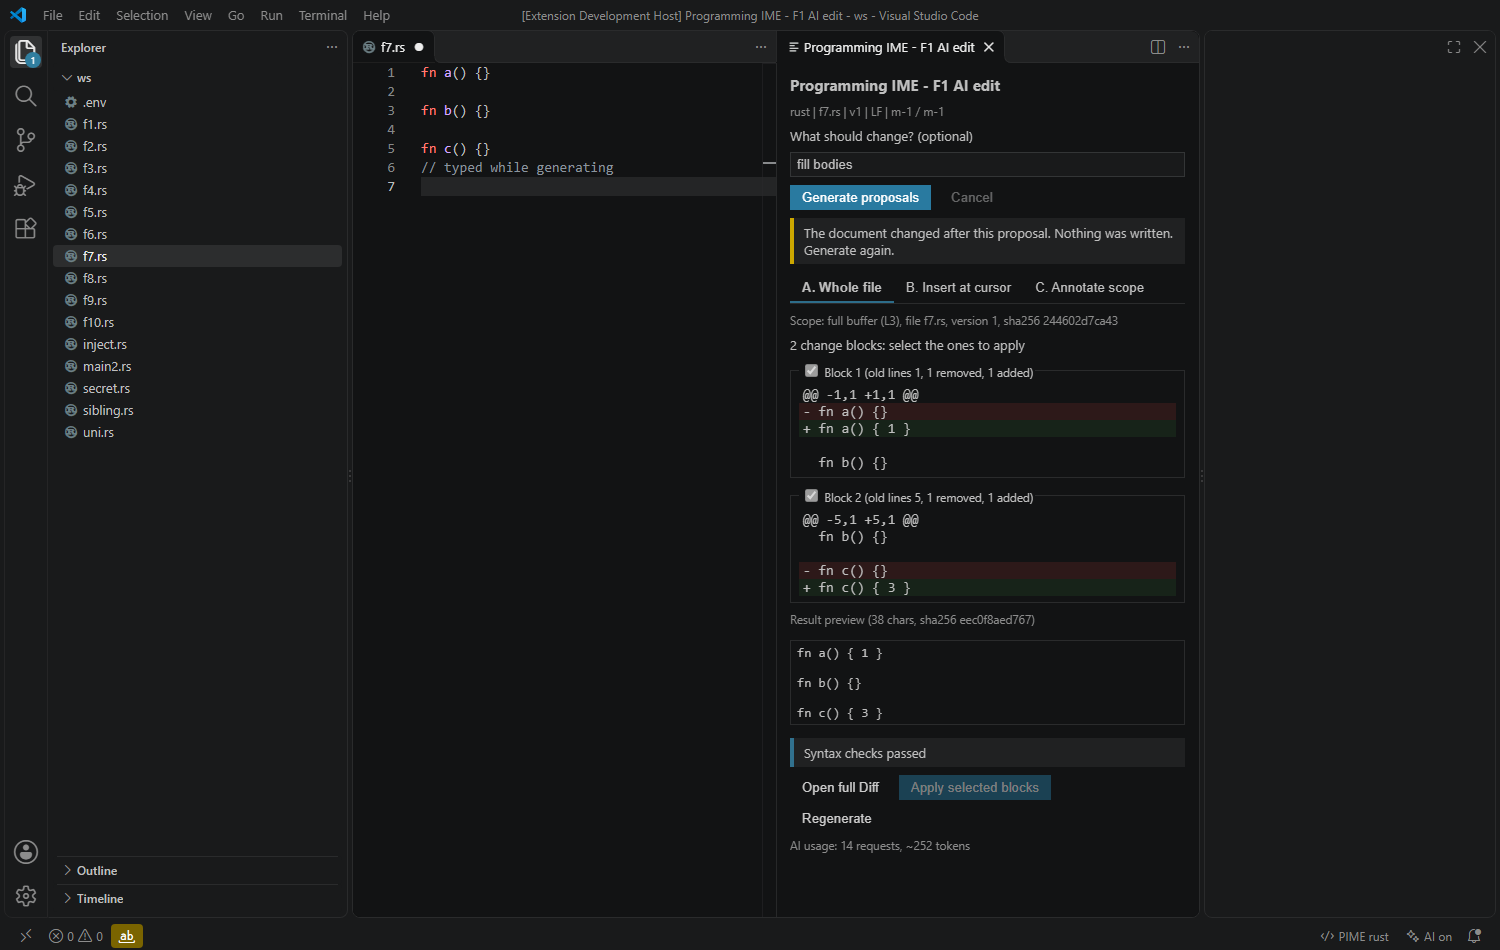 File Edit Selection View Go Run Terminal Help
[Extension Development Host] Programming IME - F1 AI edit - ws - Visual Studio Code
1
Explorer
ws
.env
f1.rs
f2.rs
f3.rs
f4.rs
f5.rs
f6.rs
f7.rs
f8.rs
f9.rs
f10.rs
inject.rs
main2.rs
secret.rs
sibling.rs
uni.rs
Outline
Timeline
f7.rs
1 fn a() {}
2
3 fn b() {}
4
5 fn c() {}
6 // typed while generating
7
Programming IME - F1 AI edit
Programming IME - F1 AI edit
rust | f7.rs | v1 | LF | m-1 / m-1
What should change? (optional)
fill bodies
Generate proposals Cancel
The document changed after this proposal. Nothing was written.
Generate again.
A. Whole file B. Insert at cursor C. Annotate scope
Scope: full buffer (L3), file f7.rs, version 1, sha256 244602d7ca43
2 change blocks: select the ones to apply
Block 1 (old lines 1, 1 removed, 1 added)
@@ -1,1 +1,1 @@
- fn a() {}
+ fn a() { 1 }
fn b() {}
Block 2 (old lines 5, 1 removed, 1 added)
@@ -5,1 +5,1 @@
fn b() {}
- fn c() {}
+ fn c() { 3 }
Result preview (38 chars, sha256 eec0f8aed767)
fn a() { 1 }
fn b() {}
fn c() { 3 }
Syntax checks passed
Open full Diff Apply selected blocks
Regenerate
AI usage: 14 requests, ~252 tokens
0 0 ab
PIME rust AI on